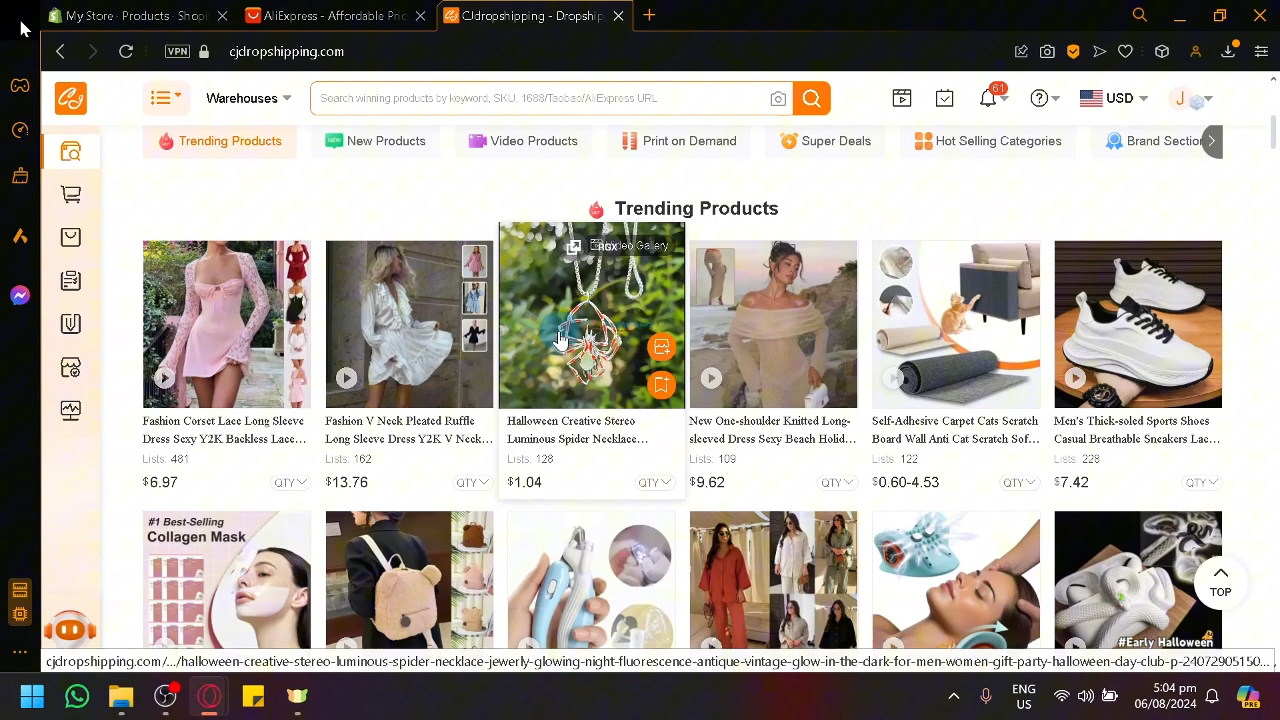 My Store · Products · Shopi
AliExpress - Affordable Pric
CJdropshipping - Dropship
VPN
cjdropshipping.com
Warehouses
Search winning products by keyword, SKU, 1688/Taobao/AliExpress URL
61
USD
J
Trending Products
New Products
Video Products
Print on Demand
Super Deals
Hot Selling Categories
Brand Section
Trending Products
Fashion Corset Lace Long Sleeve
Dress Sexy Y2K Backless Lace…
Lists: 481
$6.97
QTY
Fashion V Neck Pleated Ruffle
Long Sleeve Dress Y2K V Neck…
Lists: 162
$13.76
QTY
Halloween Creative Stereo
Luminous Spider Necklace…
Lists: 128
$1.04
QTY
New One-shoulder Knitted Long-
sleeved Dress Sexy Beach Holid…
Lists: 109
$9.62
QTY
Self-Adhesive Carpet Cats Scratch
Board Wall Anti Cat Scratch Sof…
Lists: 122
$0.60-4.53
QTY
Men's Thick-soled Sports Shoes
Casual Breathable Sneakers Lac…
Lists: 228
$7.42
QTY
#1 Best-Selling
Collagen Mask
#Early Halloween
TOP
cjdropshipping.com/.../halloween-creative-stereo-luminous-spider-necklace-jewerly-glowing-night-fluorescence-antique-vintage-glow-in-the-dark-for-men-women-gift-party-halloween-day-club-p-24072905150...
ENG
US
5:04 pm
06/08/2024
PRE